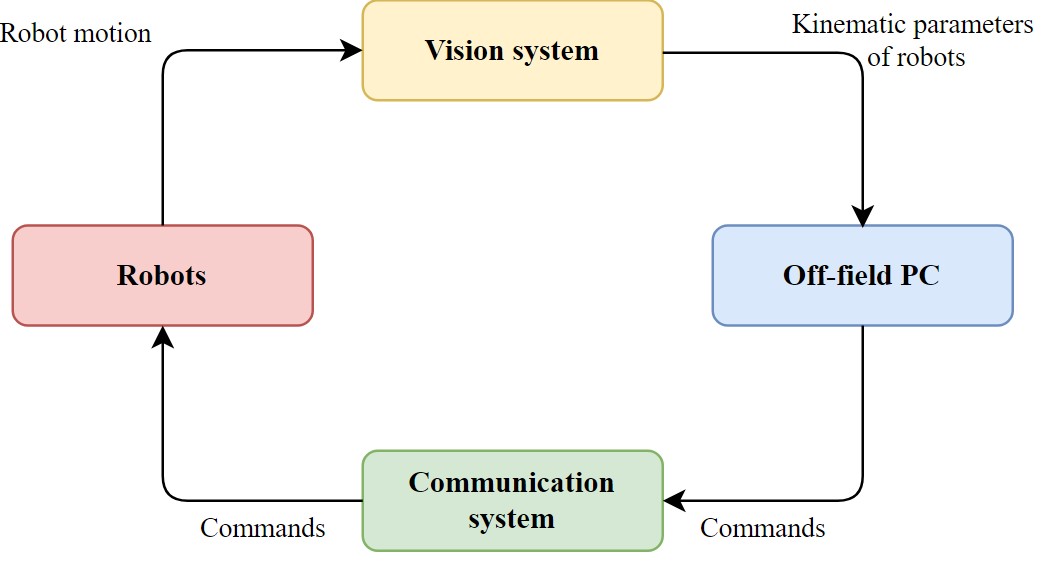 Robot motion
Vision system
Kinematic parameters
of robots
Robots
Off-field PC
Communication
system
Commands
Commands